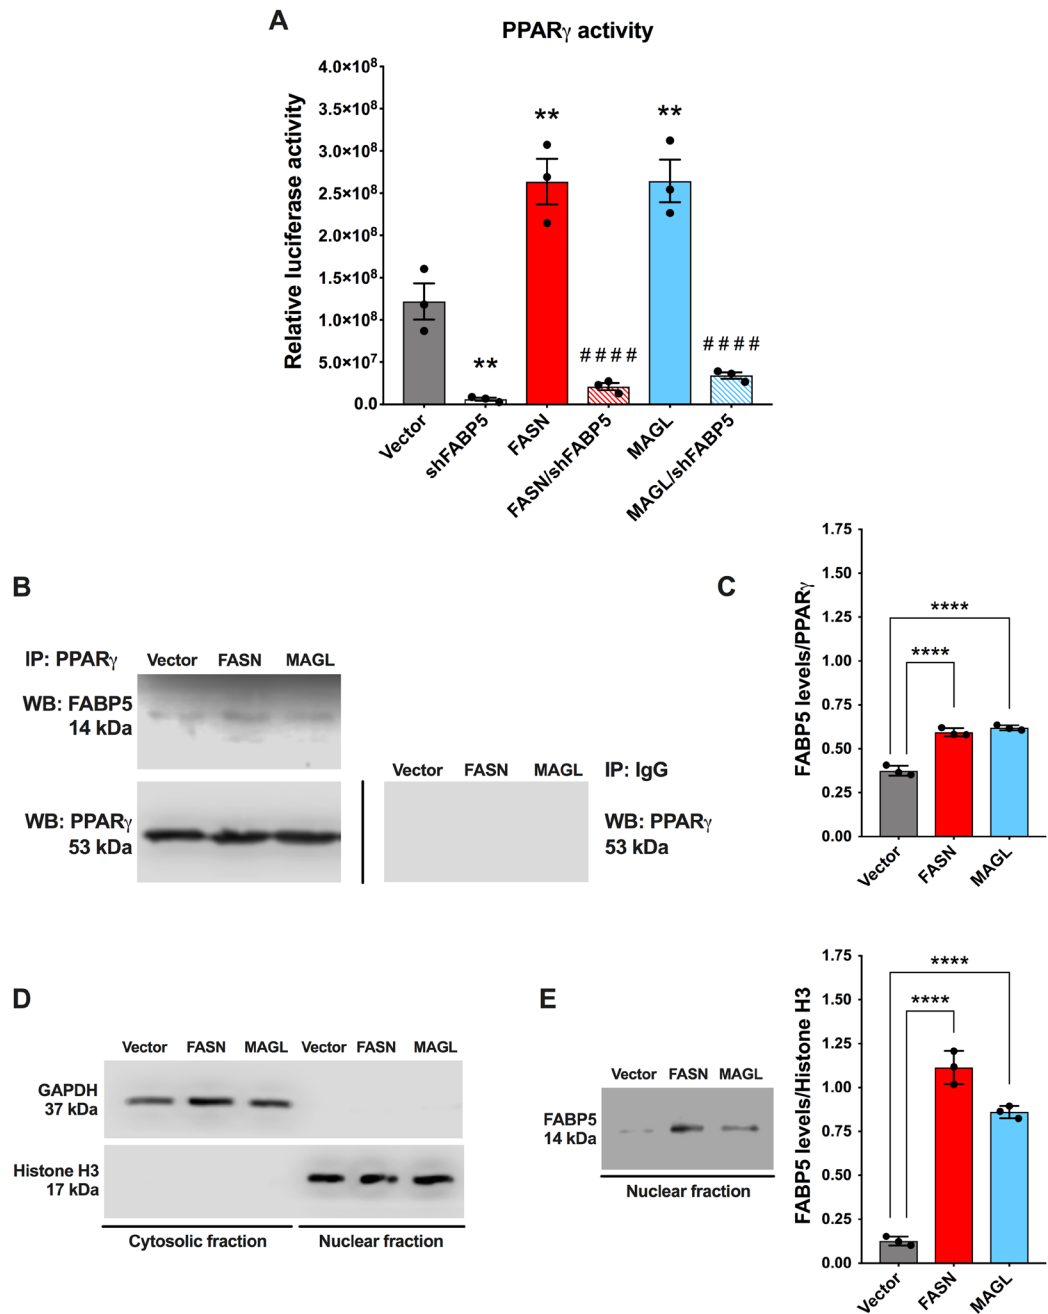 A
PPARγ activity
Relative luciferase activity
4.0×10⁸
3.5×10⁸
3.0×10⁸
2.5×10⁸
2.0×10⁸
1.5×10⁸
1.0×10⁸
5.0×10⁷
0.0
**
**
**
####
####
Vector
shFABP5
FASN
FASN/shFABP5
MAGL
MAGL/shFABP5
B
IP: PPARγ
Vector FASN MAGL
WB: FABP5
14 kDa
WB: PPARγ
53 kDa
Vector FASN MAGL
IP: IgG
WB: PPARγ
53 kDa
C
FABP5 levels/PPARγ
1.75
1.50
1.25
1.00
0.75
0.50
0.25
0.00
****
****
Vector
FASN
MAGL
D
Vector FASN MAGL Vector FASN MAGL
GAPDH
37 kDa
Histone H3
17 kDa
Cytosolic fraction Nuclear fraction
E
Vector FASN MAGL
FABP5
14 kDa
Nuclear fraction
FABP5 levels/Histone H3
1.75
1.50
1.25
1.00
0.75
0.50
0.25
0.00
****
****
Vector
FASN
MAGL